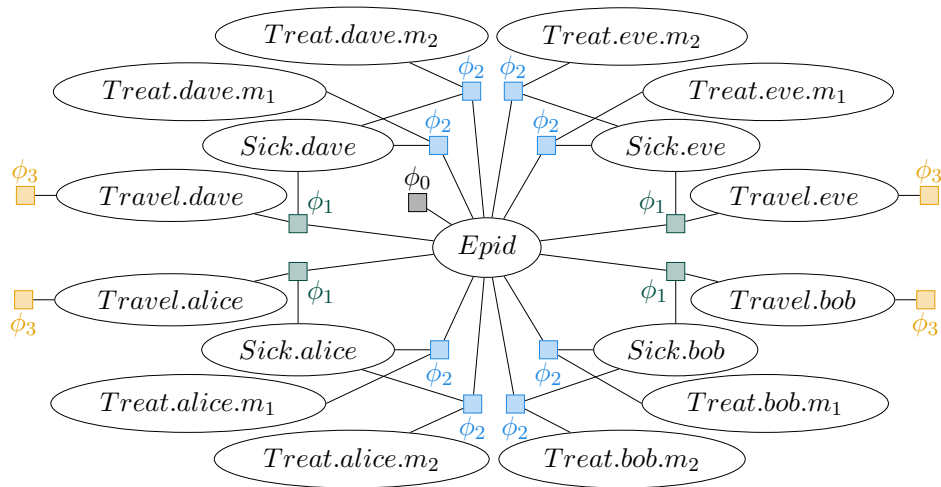 Treat.dave.m₂ Treat.eve.m₂
ϕ₂ ϕ₂
Treat.dave.m₁ Treat.eve.m₁
ϕ₂ ϕ₂
Sick.dave Sick.eve
ϕ₃ ϕ₀ ϕ₃
Travel.dave ϕ₁ ϕ₁ Travel.eve
Epid
Travel.alice ϕ₁ ϕ₁ Travel.bob
ϕ₃ ϕ₃
Sick.alice Sick.bob
ϕ₂ ϕ₂
Treat.alice.m₁ Treat.bob.m₁
ϕ₂ ϕ₂
Treat.alice.m₂ Treat.bob.m₂